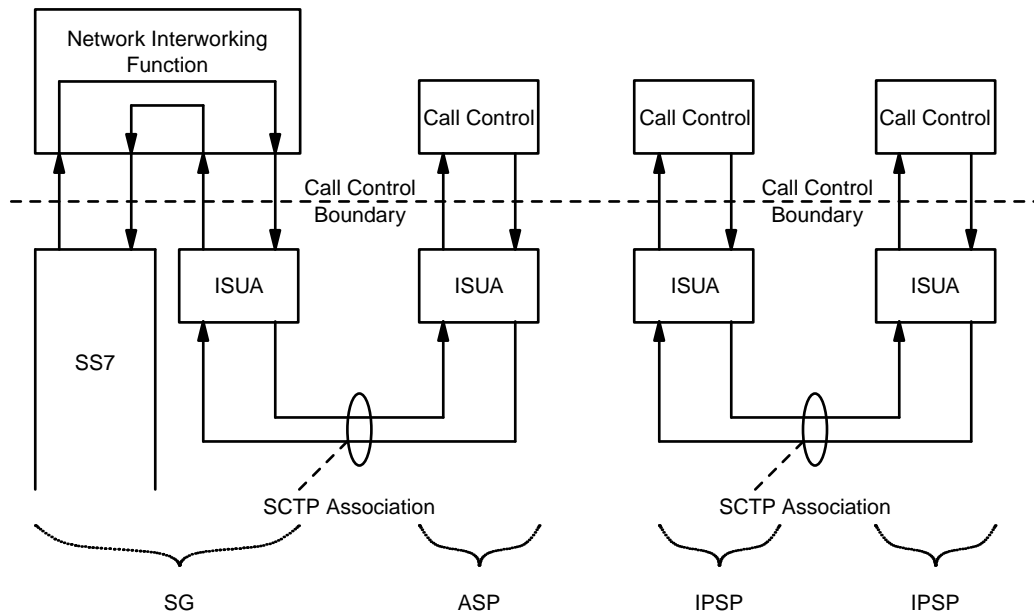 Network Interworking
Function
Call Control
Call Control
Call Control
Call Control
Boundary
Call Control
Boundary
ISUA
ISUA
ISUA
ISUA
SS7
SCTP Association
SCTP Association
SG
ASP
IPSP
IPSP